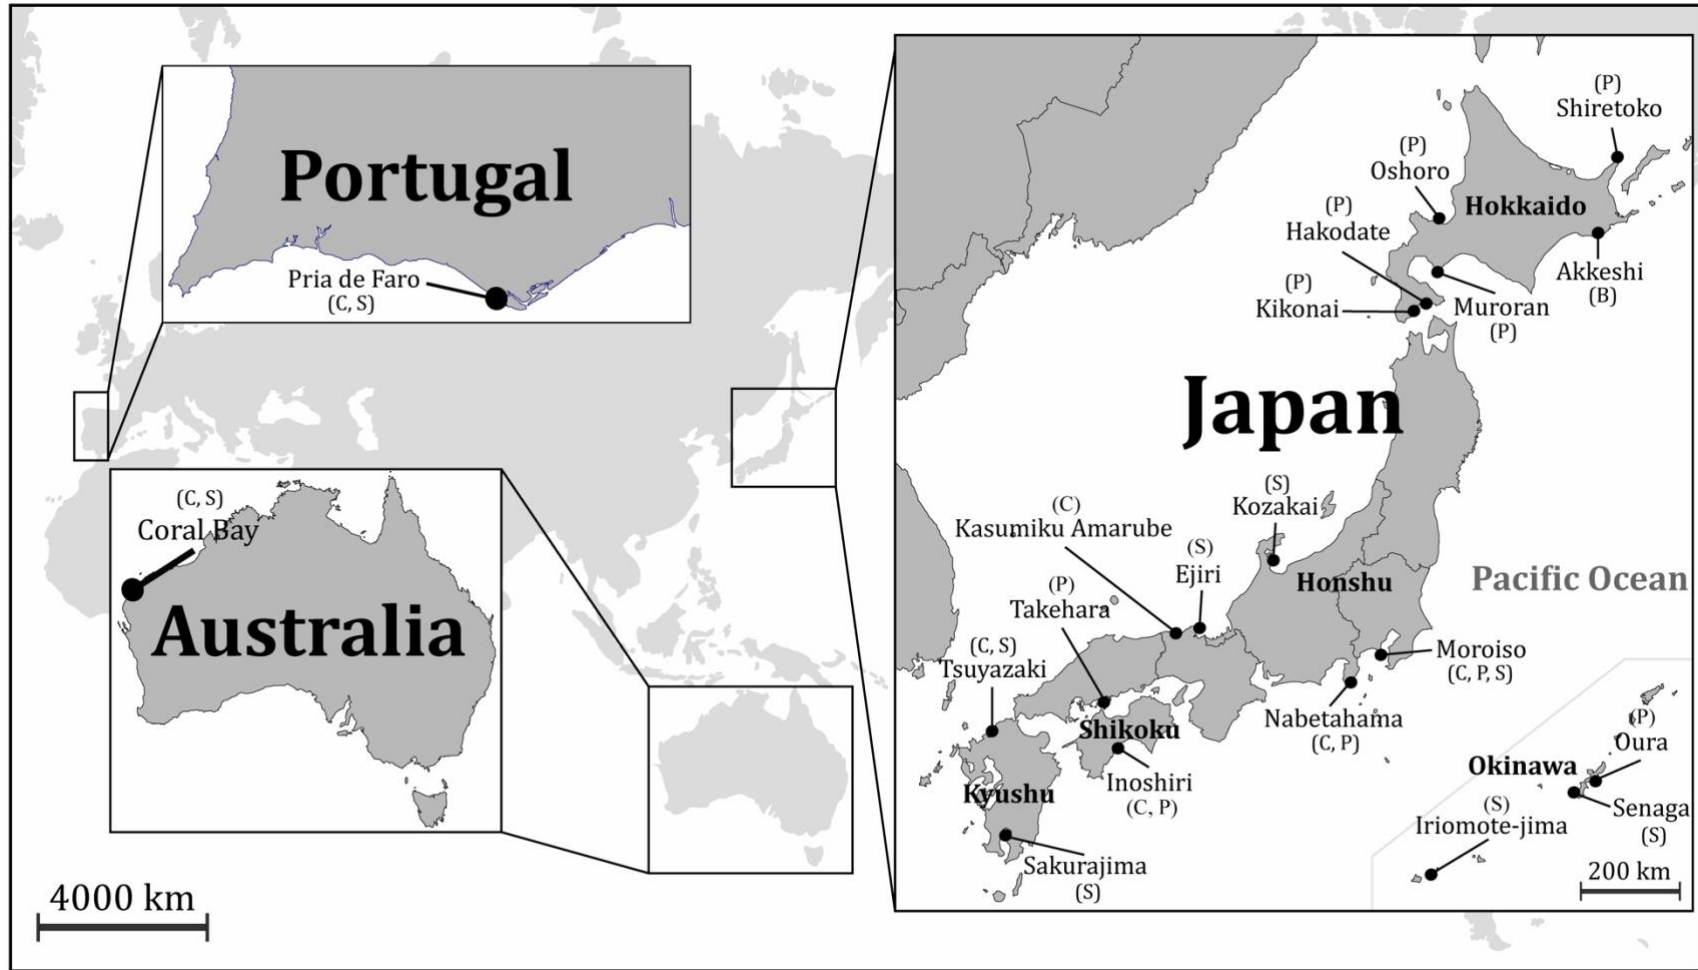 Portugal
Pria de Faro
(C, S)
(C, S)
Coral Bay
Australia
4000 km
(P)
Shiretoko
(P)
Oshoro
Hokkaido
(P)
Hakodate
Akkeshi
(B)
(P)
Kikonai
Muroran
(P)
Japan
(S)
Kozakai
(C)
Kasumiku Amarube
(S)
Ejiri
Honshu
Pacific Ocean
(P)
Takehara
(C, S)
Tsuyazaki
Moroiso
(C, P, S)
Nabetahama
(C, P)
Shikoku
Inoshiri
(C, P)
Kyushu
Sakurajima
(S)
(P)
Oura
Okinawa
Senaga
(S)
(S)
Iriomote-jima
200 km